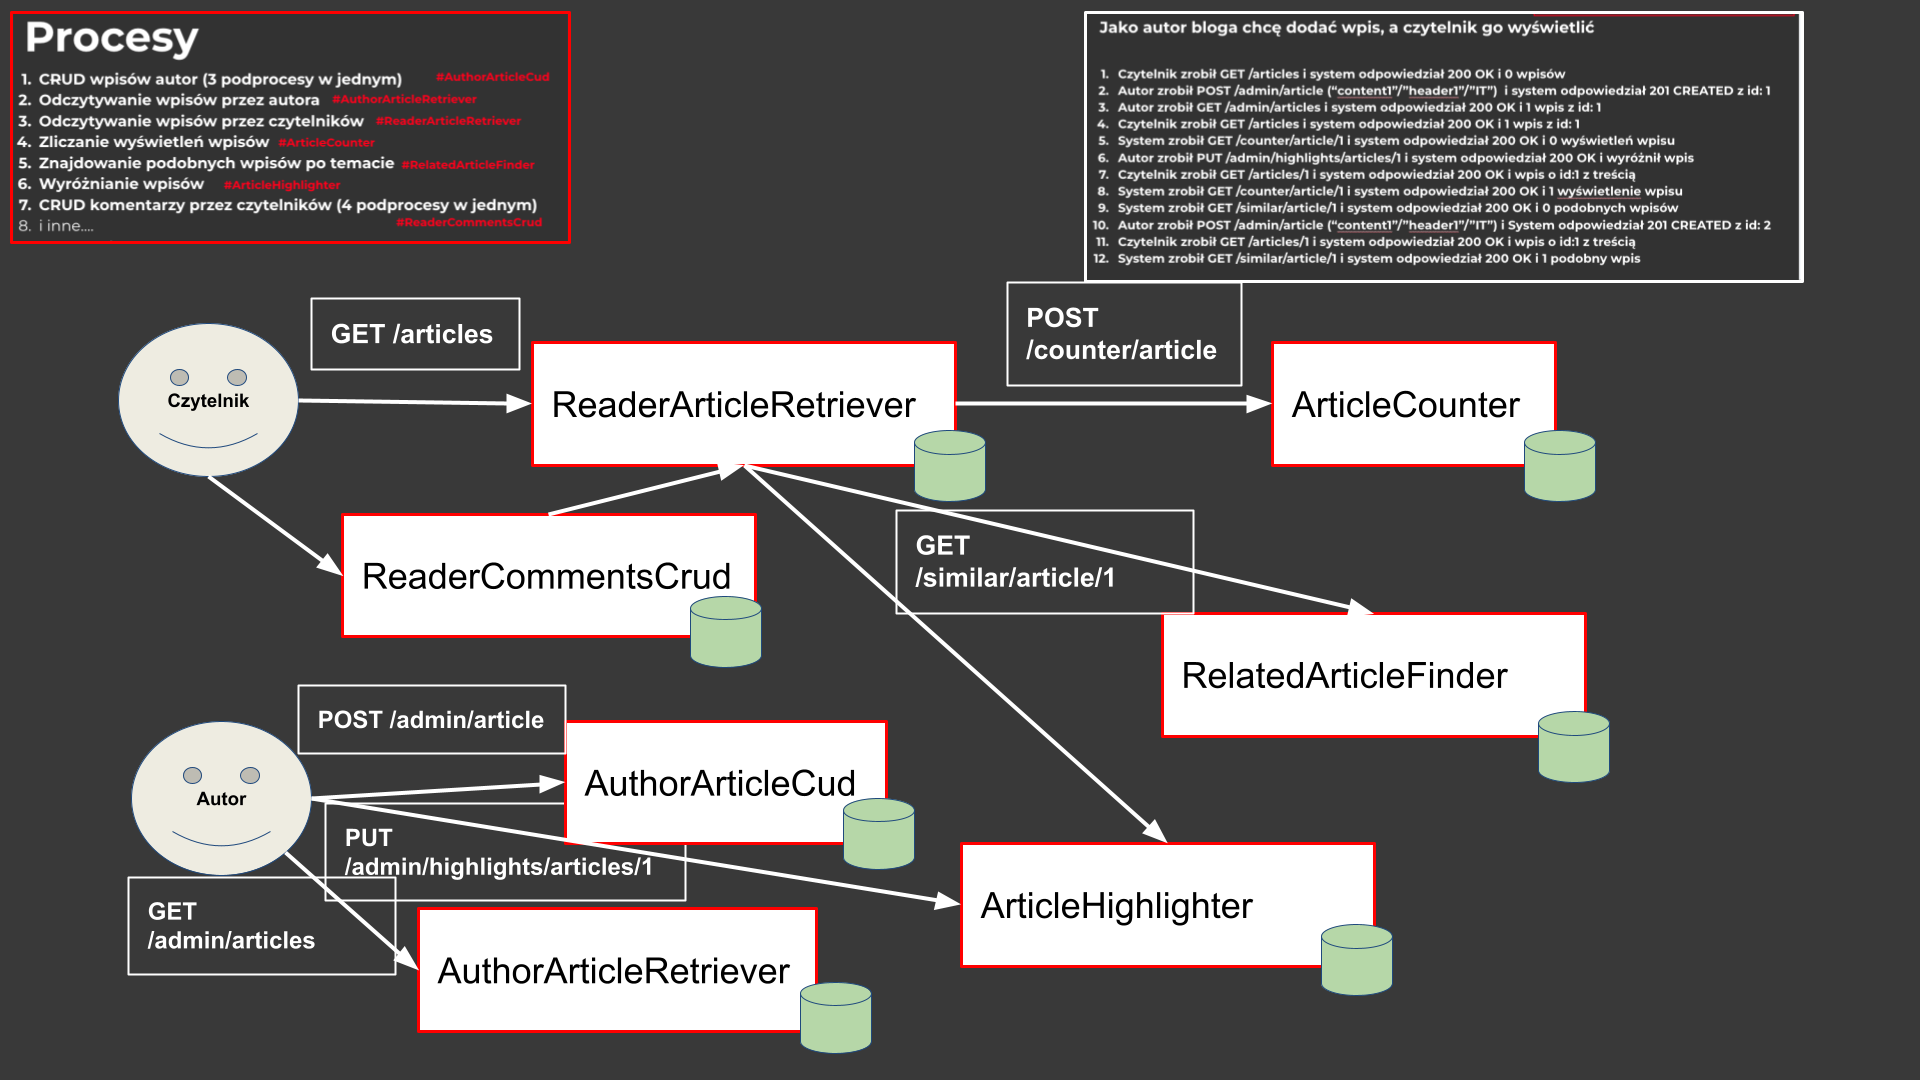 Procesy
1. CRUD wpisów autor (3 podprocesy w jednym) #AuthorArticleCud
2. Odczytywanie wpisów przez autora #AuthorArticleRetriever
3. Odczytywanie wpisów przez czytelników #ReaderArticleRetriever
4. Zliczanie wyświetleń wpisów #ArticleCounter
5. Znajdowanie podobnych wpisów po temacie #RelatedArticleFinder
6. Wyróżnianie wpisów #ArticleHighlighter
7. CRUD komentarzy przez czytelników (4 podprocesy w jednym)
8. i inne.... #ReaderCommentsCrud
Jako autor bloga chcę dodać wpis, a czytelnik go wyświetlić
1. Czytelnik zrobił GET /articles i system odpowiedział 200 OK i 0 wpisów
2. Autor zrobił POST /admin/article (“content1”/”header1”/”IT”) i system odpowiedział 201 CREATED z id: 1
3. Autor zrobił GET /admin/articles i system odpowiedział 200 OK i 1 wpis z id: 1
4. Czytelnik zrobił GET /articles i system odpowiedział 200 OK i 1 wpis z id: 1
5. System zrobił GET /counter/article/1 i system odpowiedział 200 OK i 0 wyświetleń wpisu
6. Autor zrobił PUT /admin/highlights/articles/1 i system odpowiedział 200 OK i wyróżnił wpis
7. Czytelnik zrobił GET /articles/1 i system odpowiedział 200 OK i wpis o id:1 z treścią
8. System zrobił GET /counter/article/1 i system odpowiedział 200 OK i 1 wyświetlenie wpisu
9. System zrobił GET /similar/article/1 i system odpowiedział 200 OK i 0 podobnych wpisów
10. Autor zrobił POST /admin/article (“content1”/”header1”/”IT”) i System odpowiedział 201 CREATED z id: 2
11. Czytelnik zrobił GET /articles/1 i system odpowiedział 200 OK i wpis o id:1 z treścią
12. System zrobił GET /similar/article/1 i system odpowiedział 200 OK i 1 podobny wpis
GET /articles
POST
/counter/article
Czytelnik
ReaderArticleRetriever
ArticleCounter
GET
/similar/article/1
ReaderCommentsCrud
RelatedArticleFinder
POST /admin/article
Autor
AuthorArticleCud
PUT
/admin/highlights/articles/1
GET
/admin/articles
ArticleHighlighter
AuthorArticleRetriever